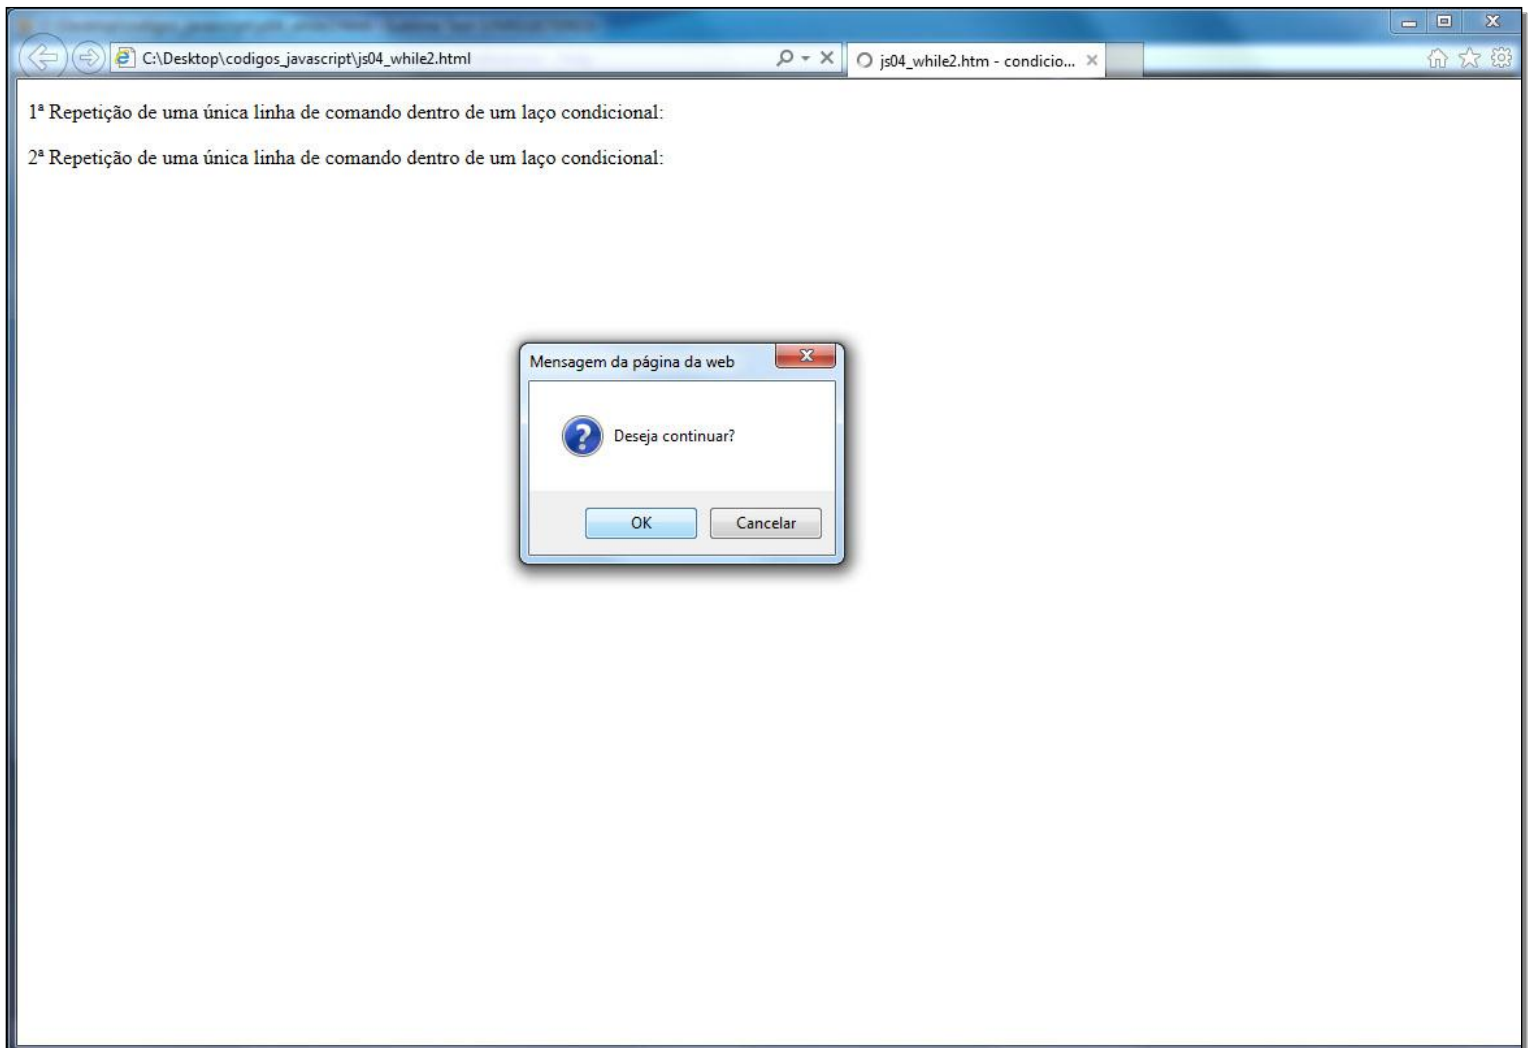 C:\Desktop\codigos_javascript\js04_while2.html
js04_while2.htm - condicio...
1ª Repetição de uma única linha de comando dentro de um laço condicional:
2ª Repetição de uma única linha de comando dentro de um laço condicional:
Mensagem da página da web
Deseja continuar?
OK
Cancelar